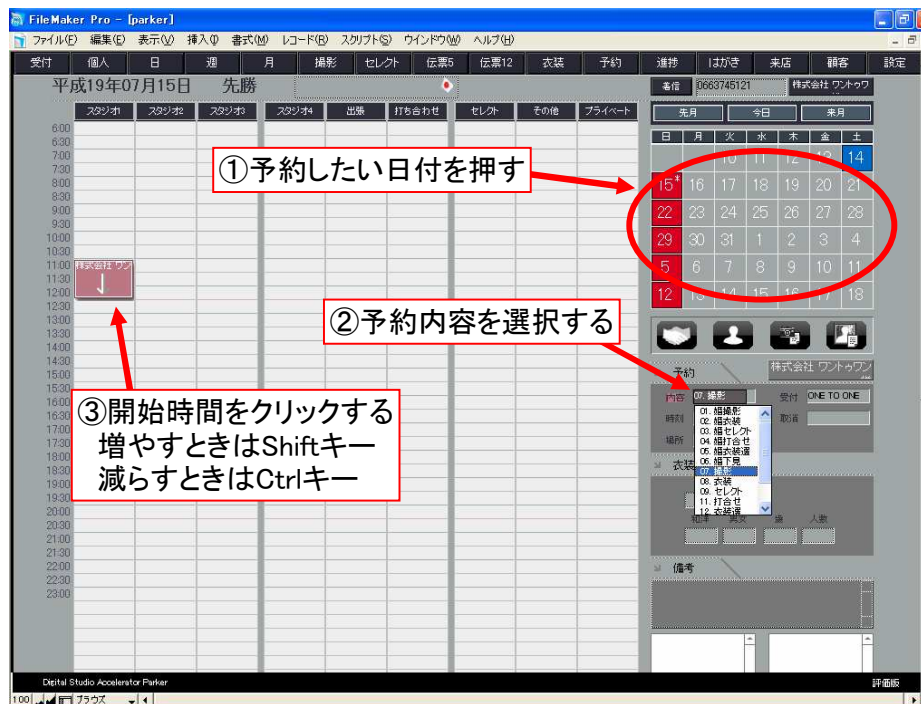 FileMaker Pro - [parker]
ファイル(F) 編集(E) 表示(V) 挿入(I) 書式(M) レコード(R) スクリプト(S) ウインドウ(W) ヘルプ(H)
受付 個人 日 週 月 撮影 セレクト 伝票5 伝票12 衣装 予約 進捗 はがき 来店 顧客 設定
平成19年07月15日 先勝
着信 0663745121 株式会社 ワントゥワ
スタジオ1 スタジオ2 スタジオ3 スタジオ4 出張 打ち合わせ セレクト その他 プライベート
先月 今日 来月
日 月 火 水 木 金 土
10 11 12 13 14
15* 16 17 18 19 20 21
22 23 24 25 26 27 28
29 30 31 1 2 3 4
5 6 7 8 9 10 11
12 13 14 15 16 17 18
6:00
6:30
7:00
7:30
8:00
8:30
9:00
9:30
10:00
10:30
11:00 株式会社 ワン
11:30
12:00
12:30
13:00
13:30
14:00
14:30
15:00
15:30
16:00
16:30
17:00
17:30
18:00
18:30
19:00
19:30
20:00
20:30
21:00
21:30
22:00
22:30
23:00
①予約したい日付を押す
②予約内容を選択する
③開始時間をクリックする
増やすときはShiftキー
減らすときはCtrlキー
予約 株式会社 ワントゥワン
内容 07. 撮影 受付 ONE TO ONE
時刻 取消
場所
01. 婚撮影
02. 婚衣装
03. 婚セレクト
04. 婚打合せ
05. 婚衣装選
06. 婚下見
07. 撮影
08. 衣装
09. セレクト
11. 打合せ
12. 衣装選
衣装
和洋 男女 歳 人数
備考
Digital Studio Accelerator Parker 評価版
100 ブラウズ